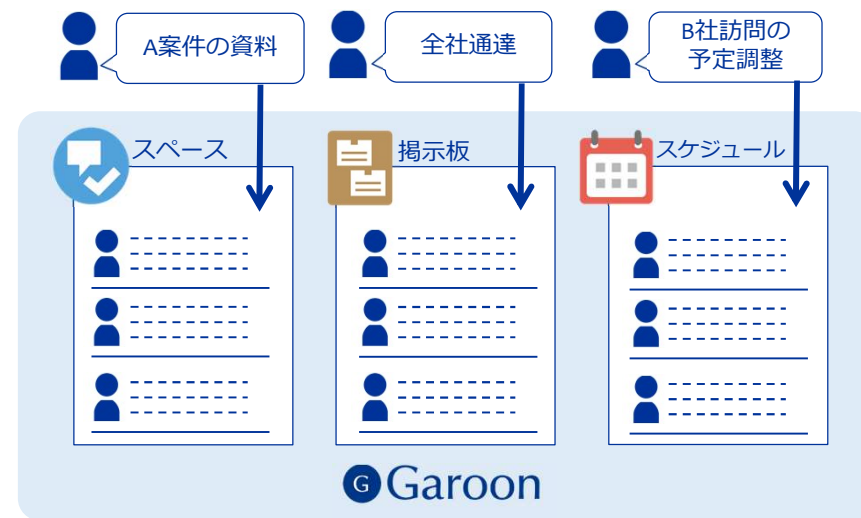 A案件の資料
全社通達
B社訪問の
予定調整
スペース
掲示板
スケジュール
G Garoon